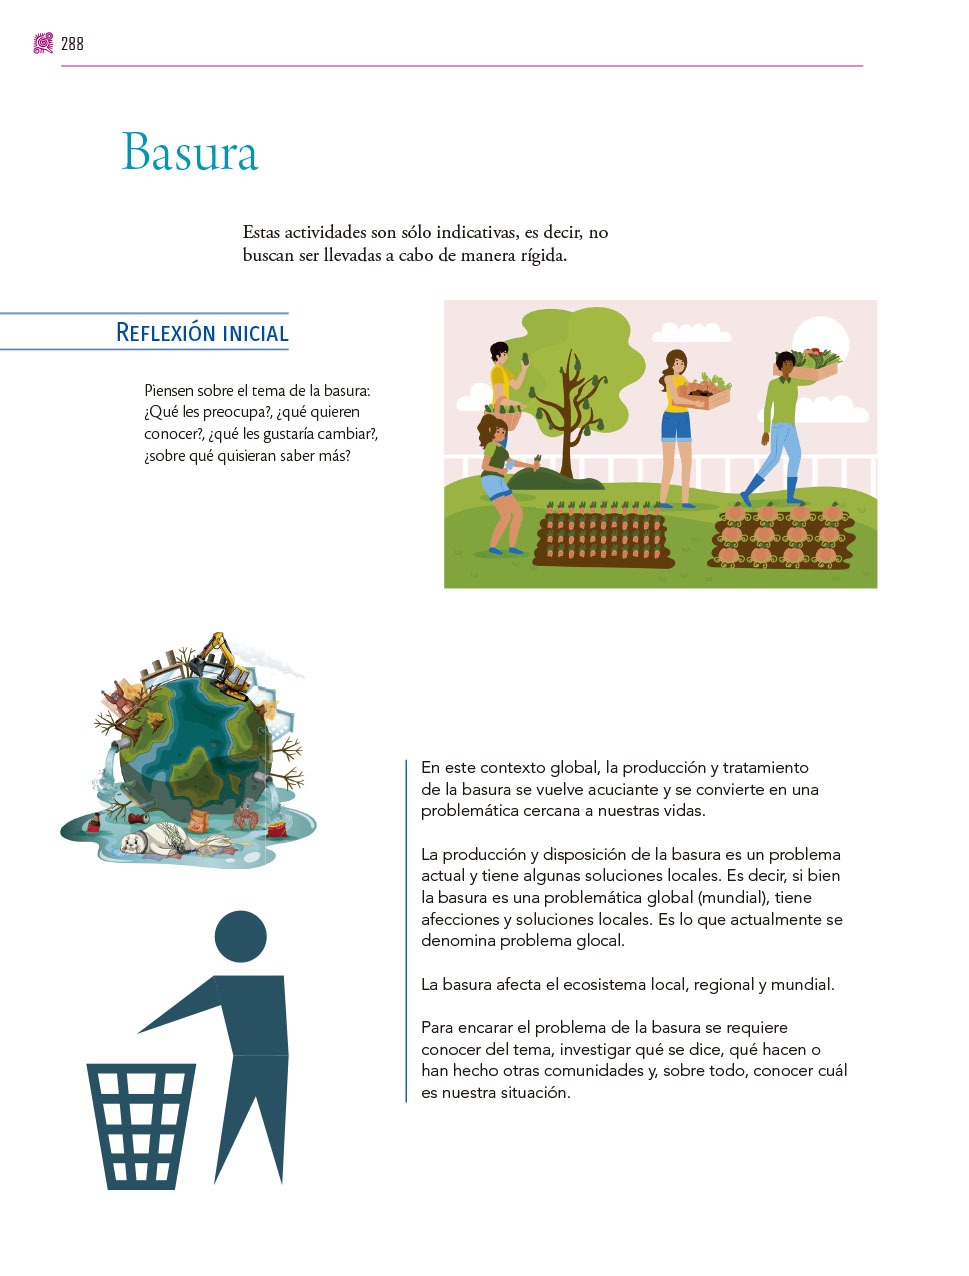 288
Basura
Estas actividades son sólo indicativas, es decir, no
buscan ser llevadas a cabo de manera rígida.
Reflexión inicial
Piensen sobre el tema de la basura:
¿Qué les preocupa?, ¿qué quieren
conocer?, ¿qué les gustaría cambiar?,
¿sobre qué quisieran saber más?
En este contexto global, la producción y tratamiento
de la basura se vuelve acuciante y se convierte en una
problemática cercana a nuestras vidas.
La producción y disposición de la basura es un problema
actual y tiene algunas soluciones locales. Es decir, si bien
la basura es una problemática global (mundial), tiene
afecciones y soluciones locales. Es lo que actualmente se
denomina problema glocal.
La basura afecta el ecosistema local, regional y mundial.
Para encarar el problema de la basura se requiere
conocer del tema, investigar qué se dice, qué hacen o
han hecho otras comunidades y, sobre todo, conocer cuál
es nuestra situación.